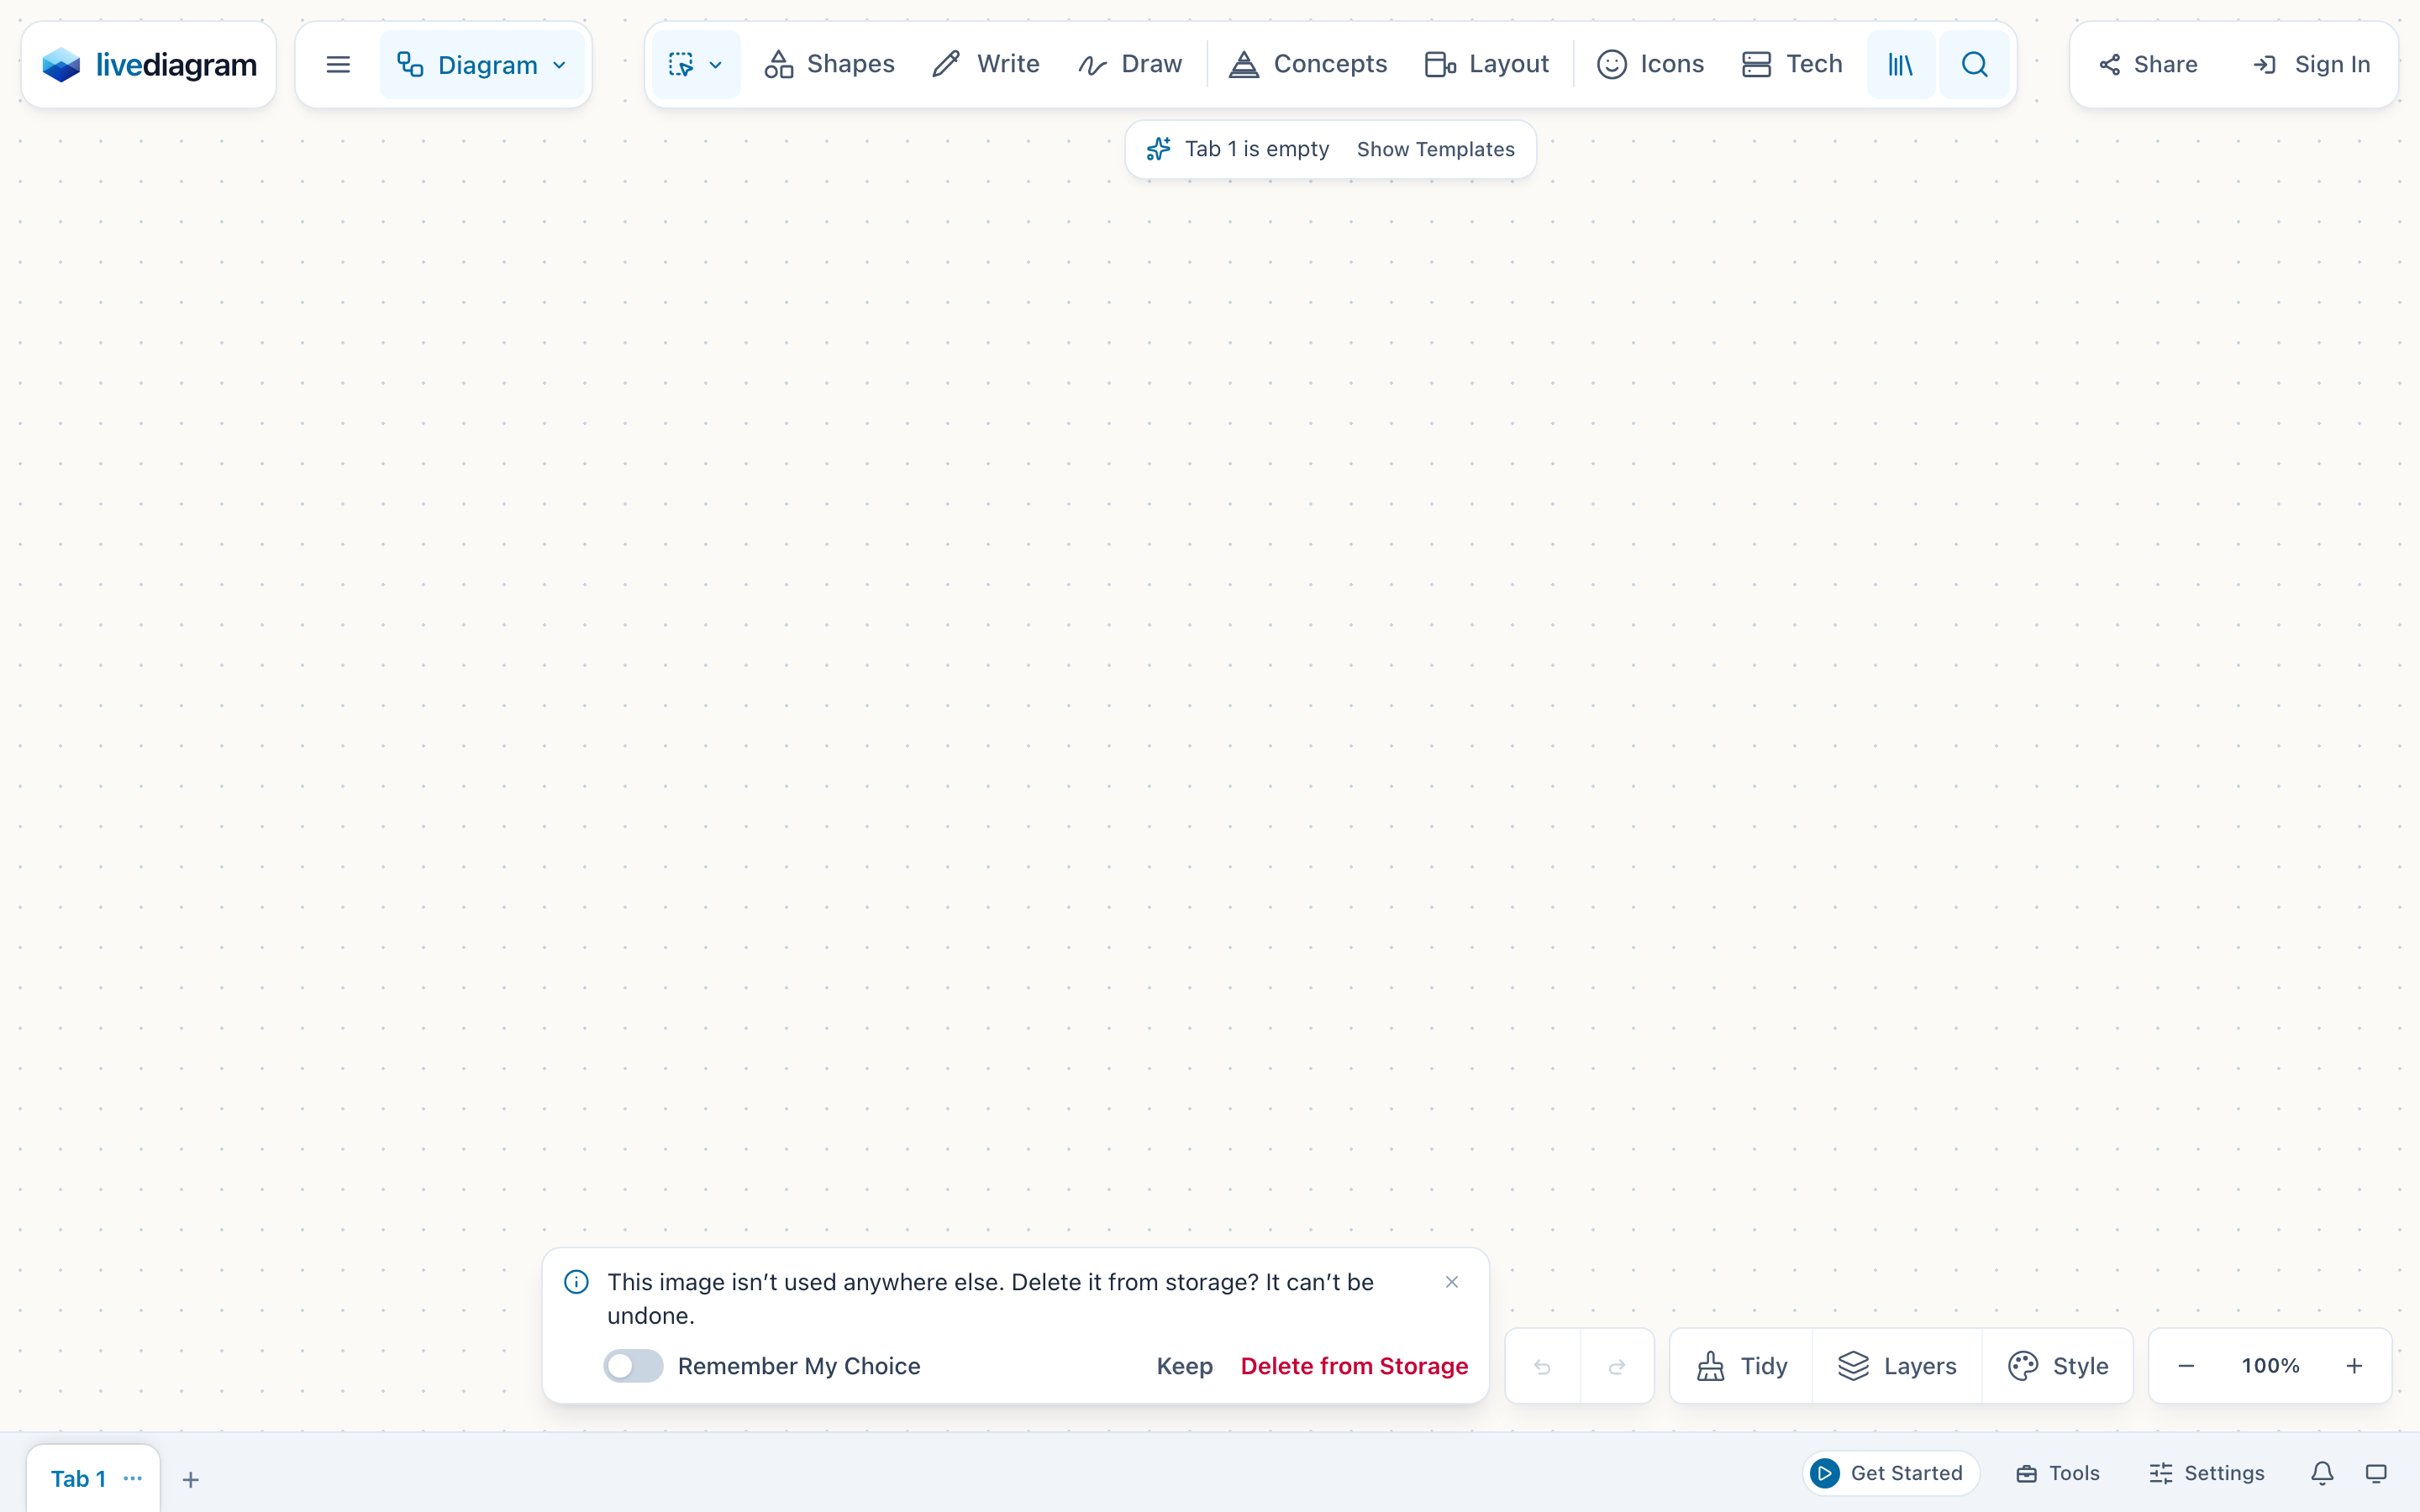 livediagram
Diagram
Shapes
Write
Draw
Concepts
Layout
Icons
Tech
Share
Sign In
Tab 1 is empty
Show Templates
This image isn’t used anywhere else. Delete it from storage? It can’t be
undone.
Remember My Choice
Keep
Delete from Storage
Tidy
Layers
Style
100%
Tab 1
Get Started
Tools
Settings